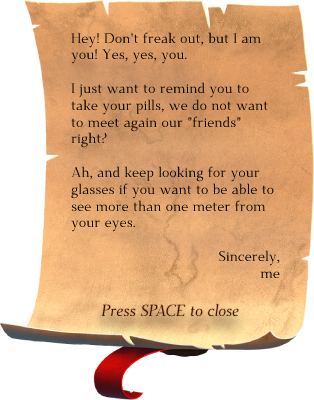 Hey! Don't freak out, but I am
you! Yes, yes, you.
I just want to remind you to
take your pills, we do not want
to meet again our "friends"
right?
Ah, and keep looking for your
glasses if you want to be able to
see more than one meter from
your eyes.
Sincerely,
me
Press SPACE to close